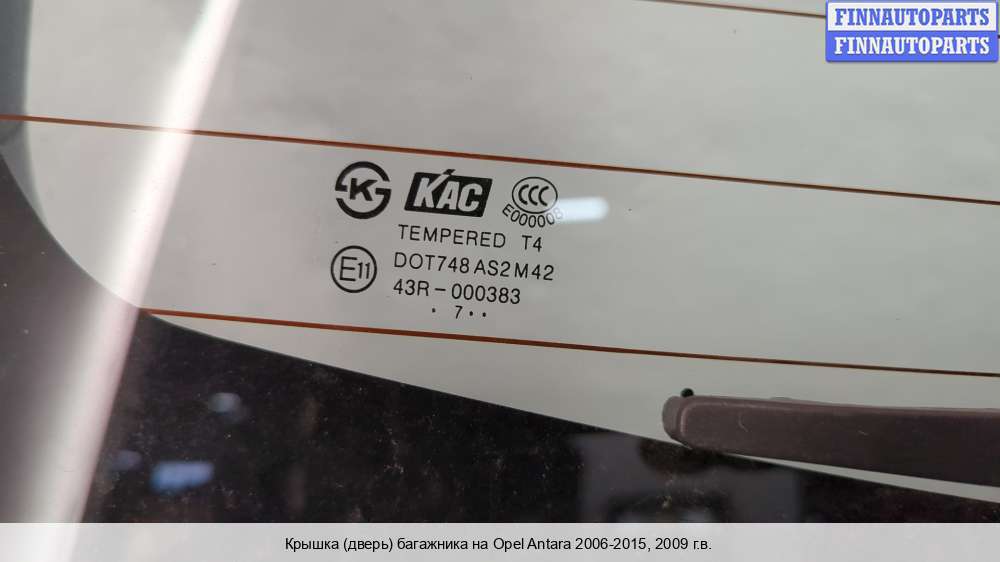 FINNAUTOPARTS
FINNAUTOPARTS
K KAC CCC
E000008
TEMPERED T4
E11 DOT748 AS2 M42
43R-000383
· 7 · ·
Крышка (дверь) багажника на Opel Antara 2006-2015, 2009 г.в.